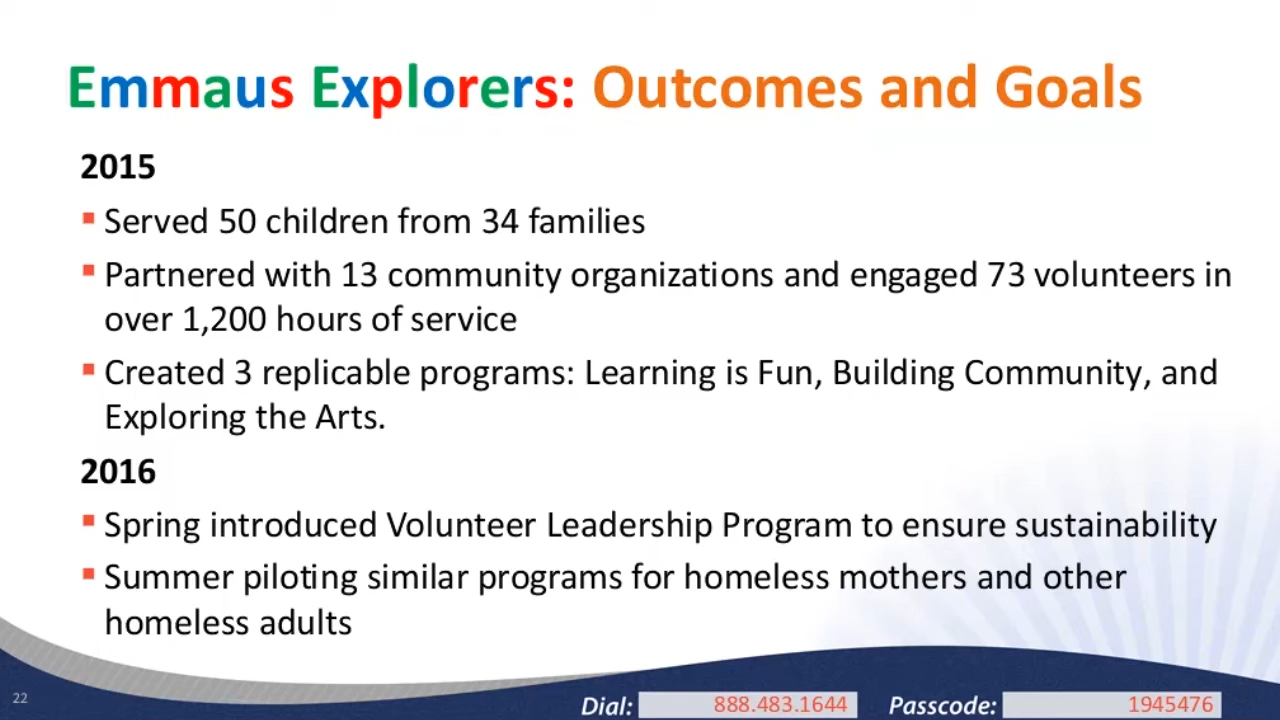 Emmaus Explorers: Outcomes and Goals
2015
▪ Served 50 children from 34 families
▪ Partnered with 13 community organizations and engaged 73 volunteers in
over 1,200 hours of service
▪ Created 3 replicable programs: Learning is Fun, Building Community, and
Exploring the Arts.
2016
▪ Spring introduced Volunteer Leadership Program to ensure sustainability
▪ Summer piloting similar programs for homeless mothers and other
homeless adults
22
Dial: 888.483.1644 Passcode: 1945476